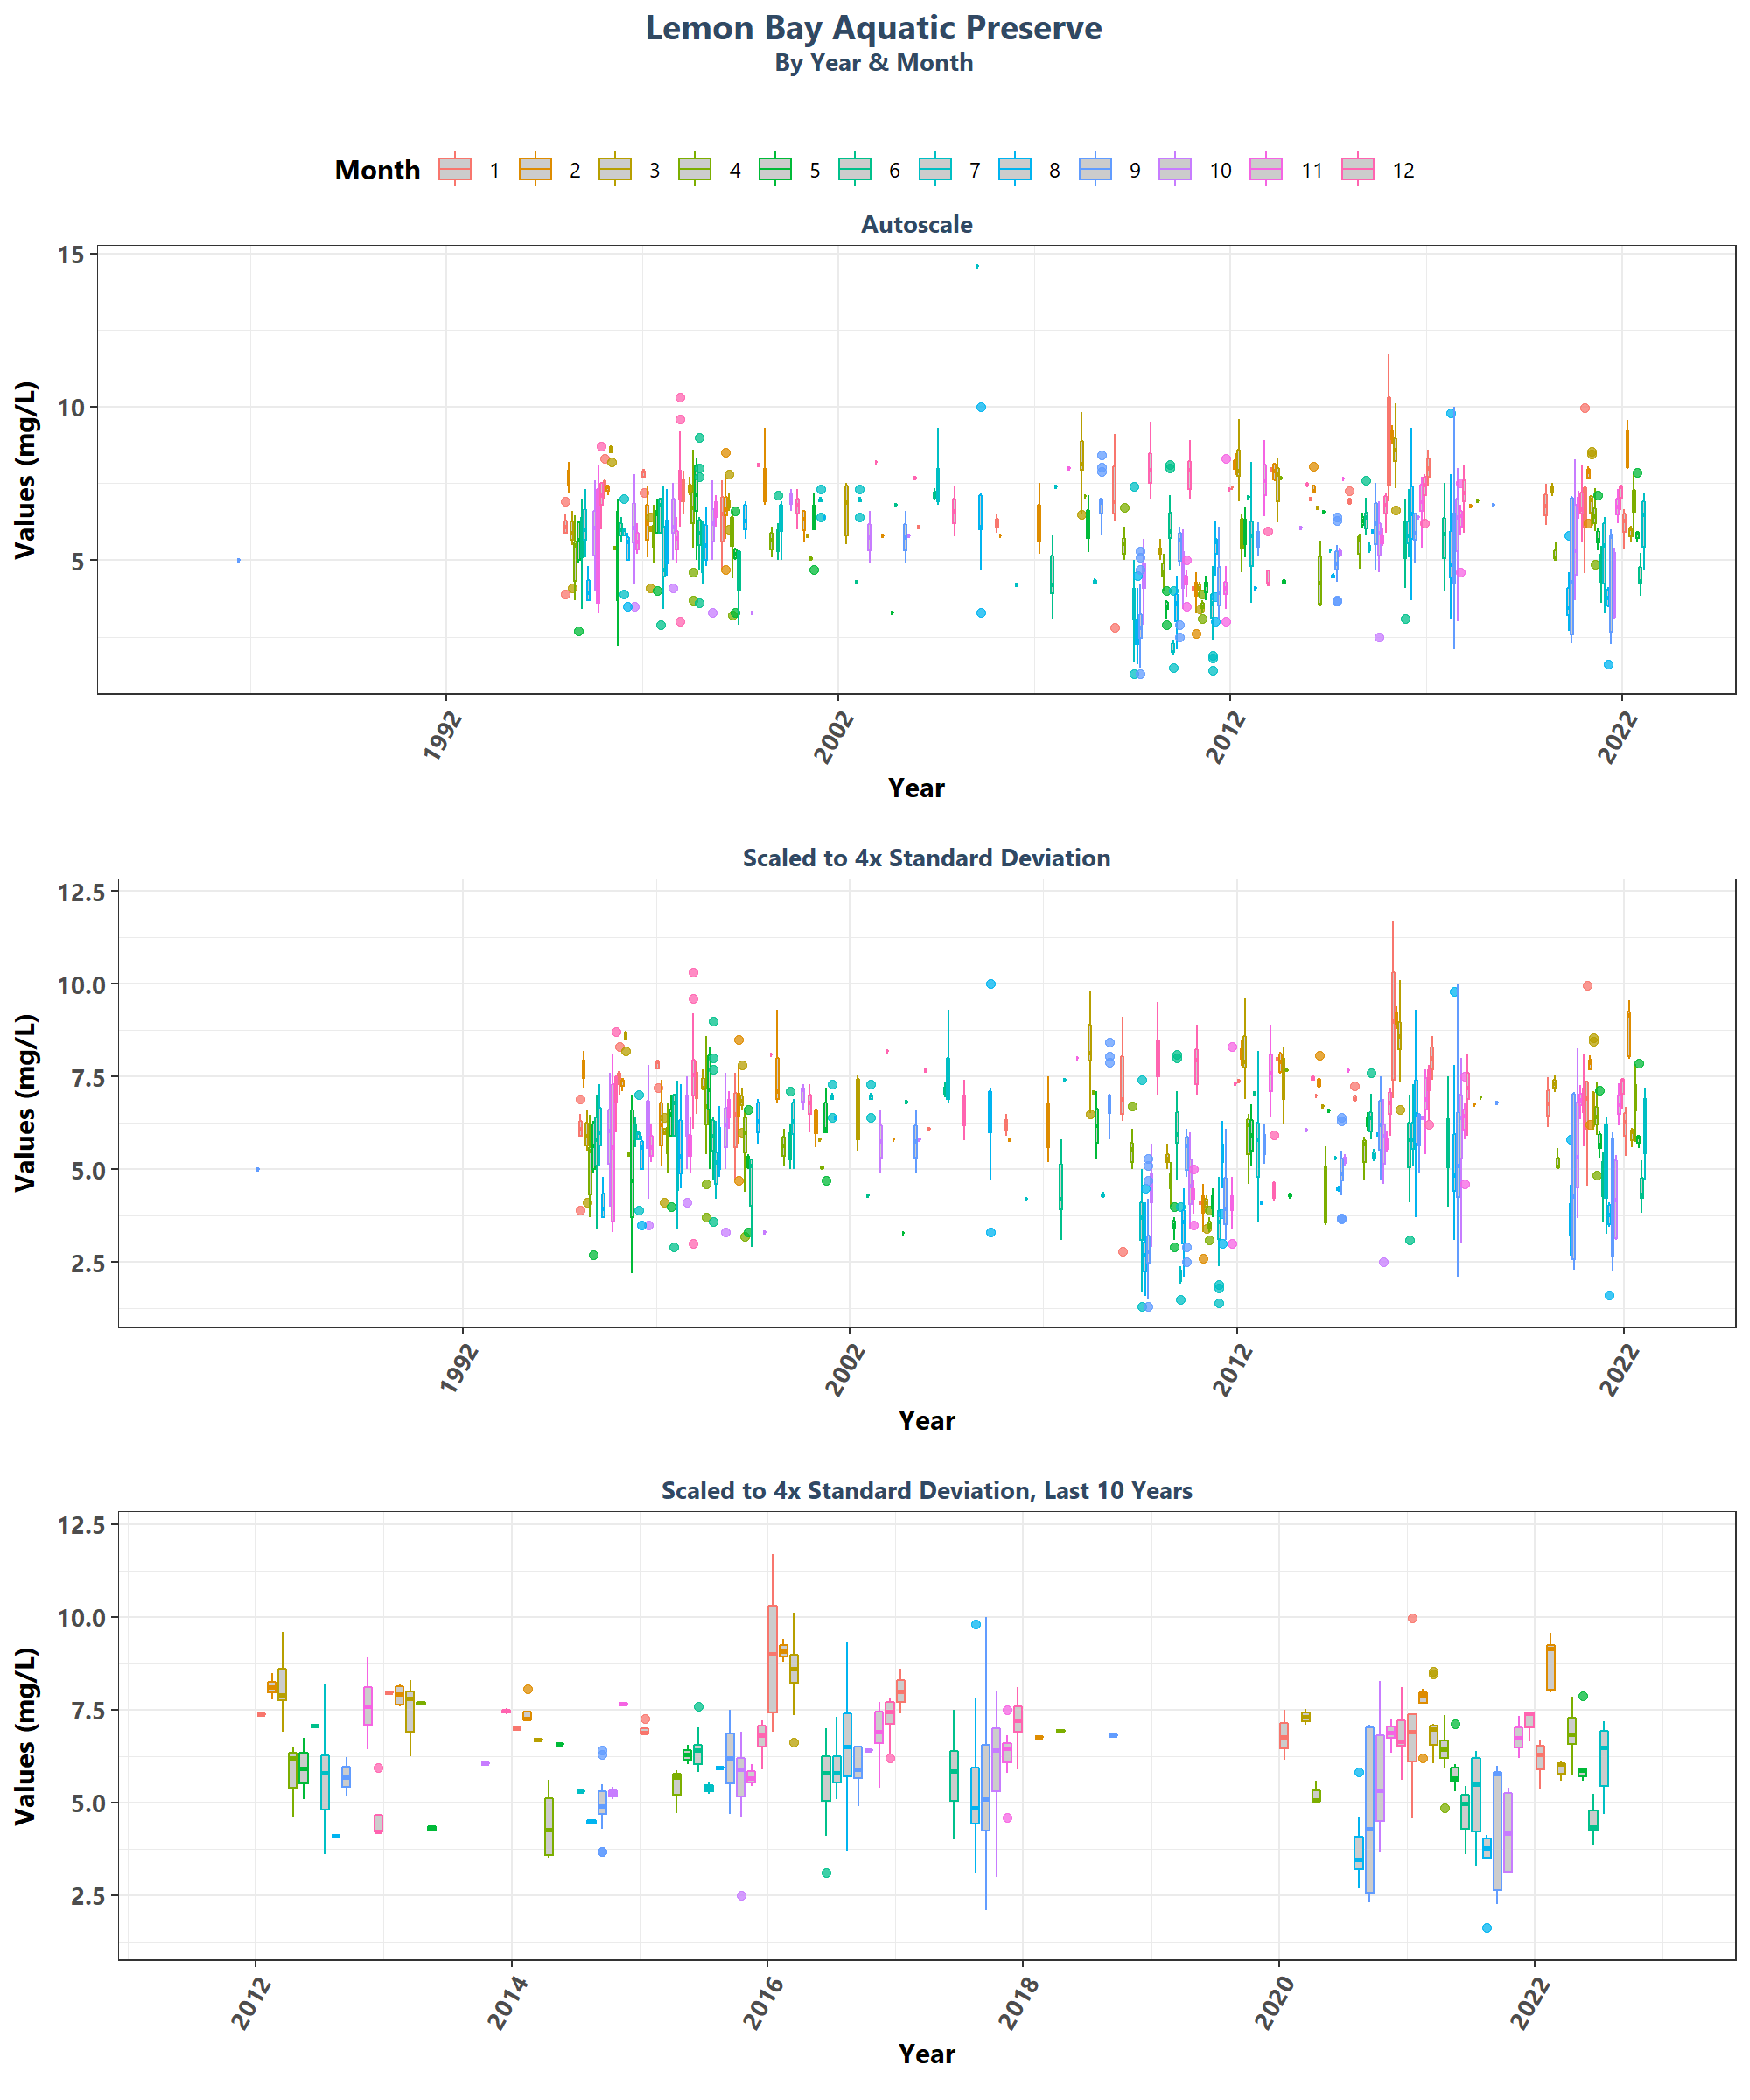 Lemon Bay Aquatic Preserve
By Year & Month
Month 1 2 3 4 5 6 7 8 9 10 11 12
Autoscale
Values (mg/L)
15
10
5
1992 2002 2012 2022
Year
Scaled to 4x Standard Deviation
Values (mg/L)
12.5
10.0
7.5
5.0
2.5
1992 2002 2012 2022
Year
Scaled to 4x Standard Deviation, Last 10 Years
Values (mg/L)
12.5
10.0
7.5
5.0
2.5
2012 2014 2016 2018 2020 2022
Year